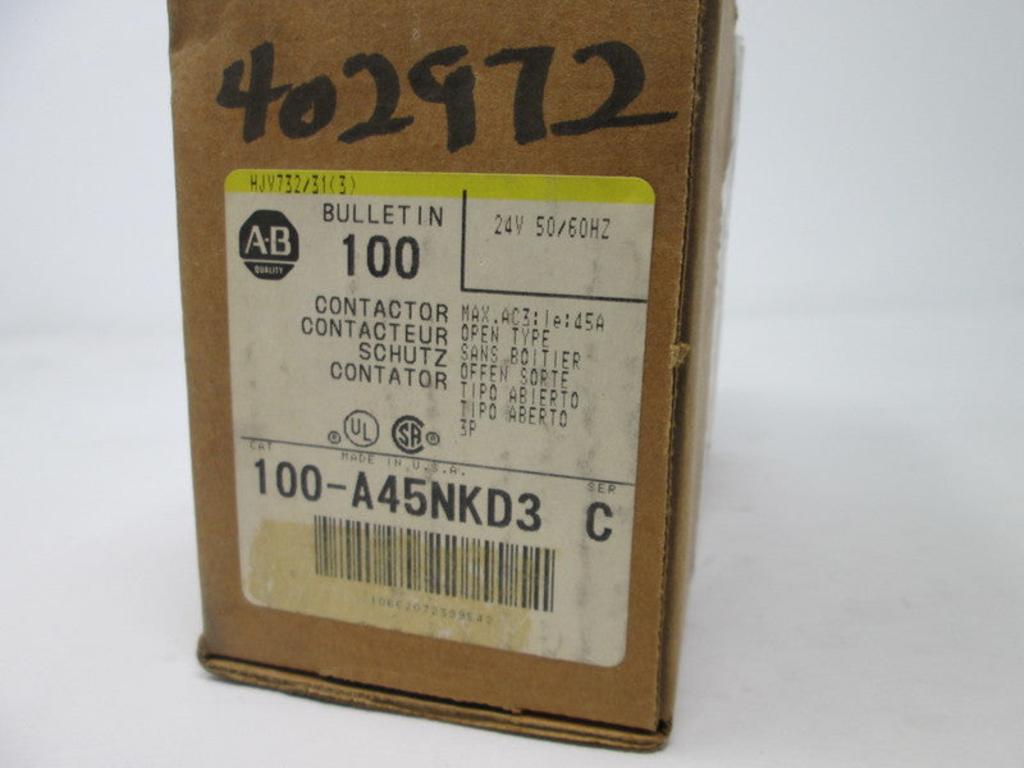 402972
HJV732/31(3)
BULLETIN
100
A-B
QUALITY
24V 50/60HZ
CONTACTOR
CONTACTEUR
SCHUTZ
CONTATOR
MAX.AC3:Ie:45A
OPEN TYPE
SANS BOITIER
OFFEN SORTE
TIPO ABIERTO
TIPO ABERTO
3P
® UL SA ®
MADE IN U.S.A.
CAT
100-A45NKD3
SER
C